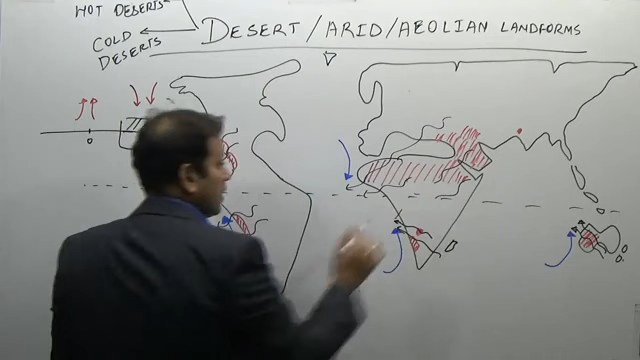 HOT DESERTS
COLD
DESERTS
DESERT/ARID/AEOLIAN LANDFORMS
0